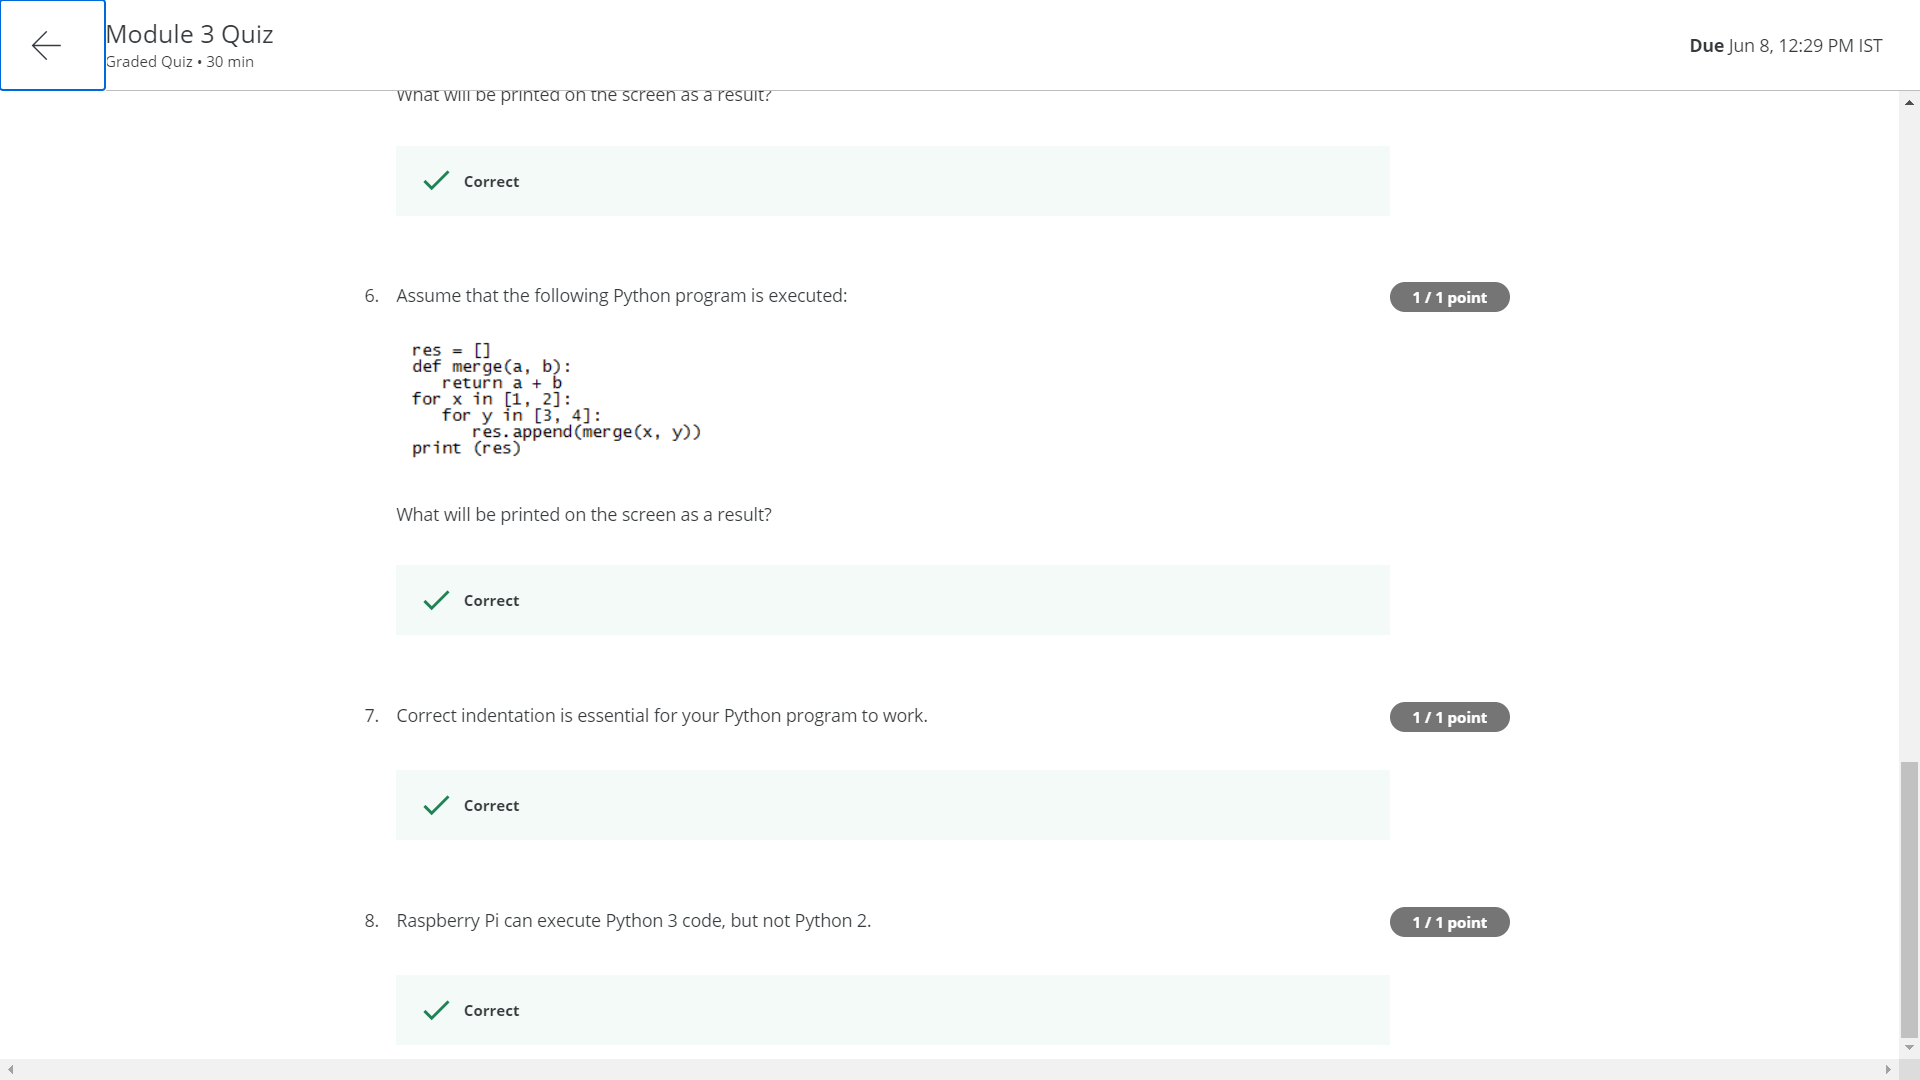 Module 3 Quiz
Graded Quiz • 30 min
Due Jun 8, 12:29 PM IST
What will be printed on the screen as a result?
Correct
6. Assume that the following Python program is executed:
1 / 1 point
res = []
def merge(a, b):
   return a + b
for x in [1, 2]:
   for y in [3, 4]:
      res.append(merge(x, y))
print (res)
What will be printed on the screen as a result?
Correct
7. Correct indentation is essential for your Python program to work.
1 / 1 point
Correct
8. Raspberry Pi can execute Python 3 code, but not Python 2.
1 / 1 point
Correct